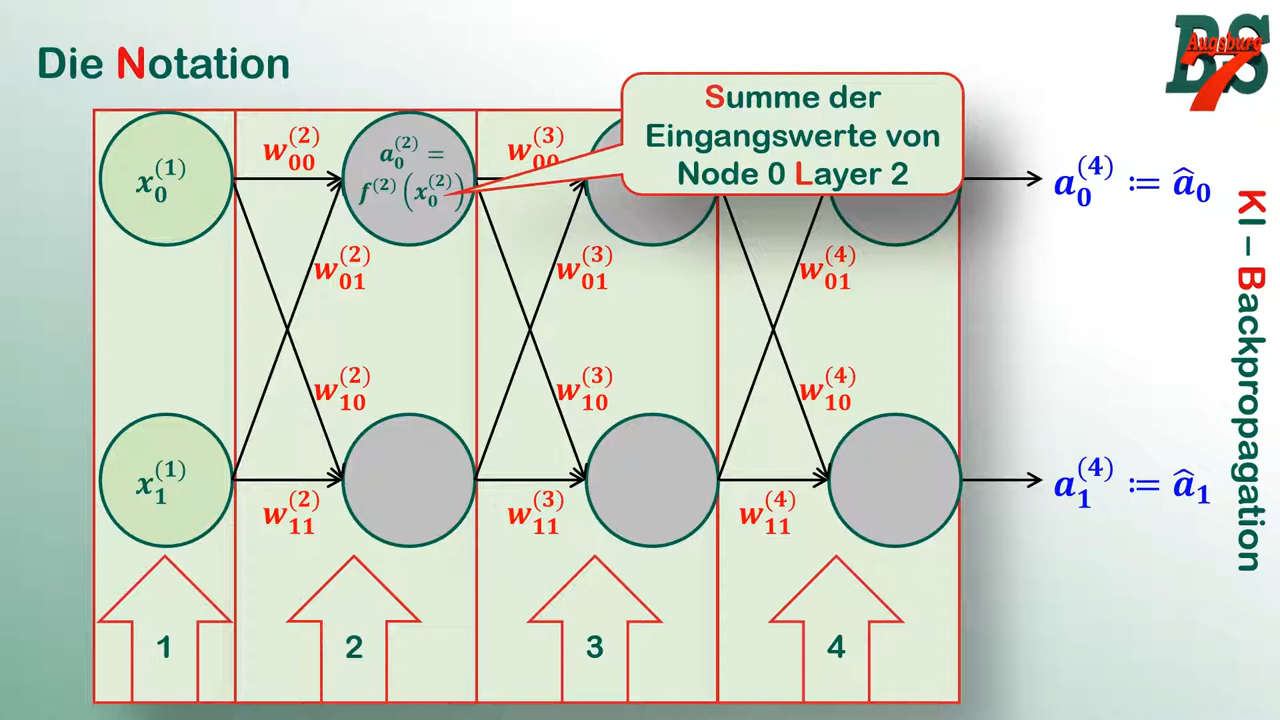 Die Notation
BS
Augsburg
7
Summe der
Eingangswerte von
Node 0 Layer 2
x₀⁽¹⁾
w₀₀⁽²⁾
a₀⁽²⁾ =
f⁽²⁾(x₀⁽²⁾)
w₀₀⁽³⁾
a₀⁽⁴⁾ ≔ â₀
w₀₁⁽²⁾
w₀₁⁽³⁾
w₀₁⁽⁴⁾
w₁₀⁽²⁾
w₁₀⁽³⁾
w₁₀⁽⁴⁾
x₁⁽¹⁾
w₁₁⁽²⁾
w₁₁⁽³⁾
w₁₁⁽⁴⁾
a₁⁽⁴⁾ ≔ â₁
1
2
3
4
KI – Backpropagation